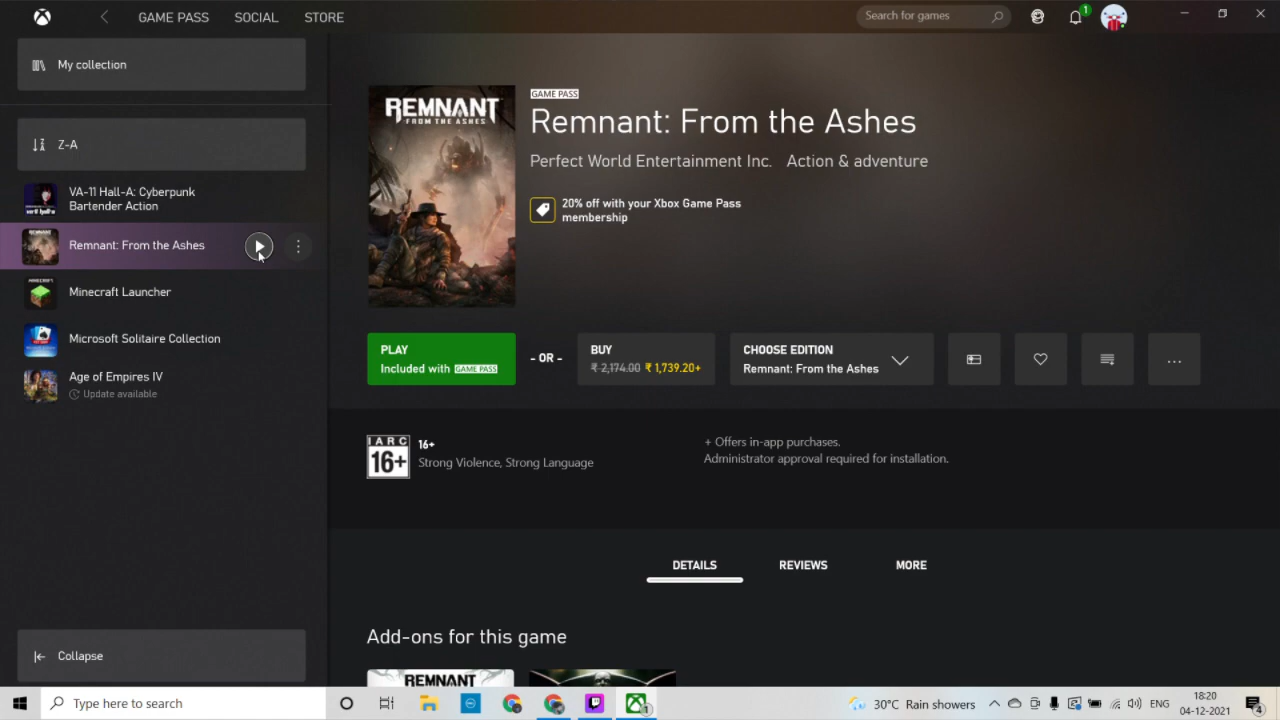 GAME PASS SOCIAL STORE
Search for games
1
My collection
Z-A
VA-11 Hall-A: Cyberpunk
Bartender Action
Remnant: From the Ashes
Minecraft Launcher
Microsoft Solitaire Collection
Age of Empires IV
Update available
Collapse
REMNANT
FROM THE ASHES
GAME PASS
Remnant: From the Ashes
Perfect World Entertainment Inc. Action & adventure
20% off with your Xbox Game Pass
membership
PLAY
Included with GAME PASS
- OR -
BUY
₹ 2,174.00 ₹ 1,739.20+
CHOOSE EDITION
Remnant: From the Ashes
IARC
16+
16+
Strong Violence, Strong Language
+ Offers in-app purchases.
Administrator approval required for installation.
DETAILS REVIEWS MORE
Add-ons for this game
REMNANT
Type here to search
1
30°C Rain showers
ENG
18:20
04-12-2021
4